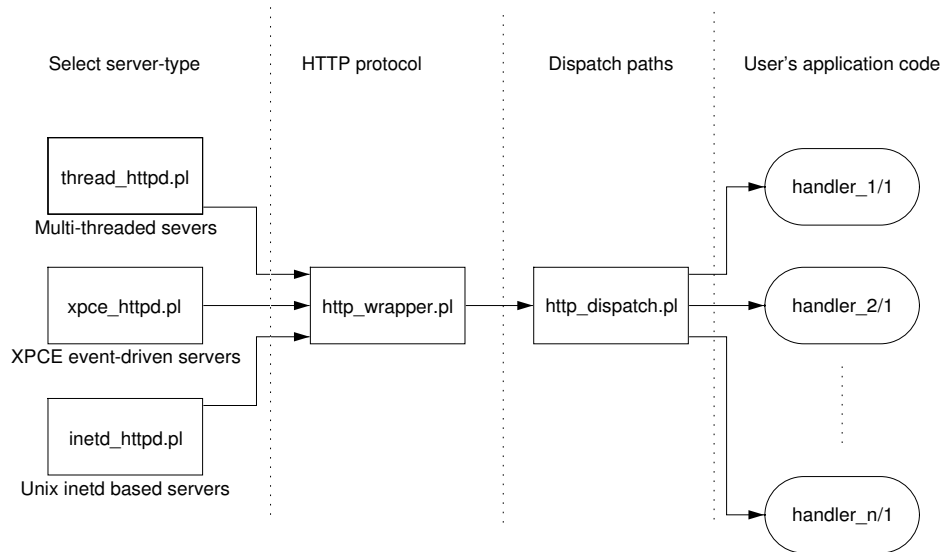 Select server-type
HTTP protocol
Dispatch paths
User's application code
thread_httpd.pl
Multi-threaded severs
xpce_httpd.pl
XPCE event-driven servers
inetd_httpd.pl
Unix inetd based servers
http_wrapper.pl
http_dispatch.pl
handler_1/1
handler_2/1
handler_n/1